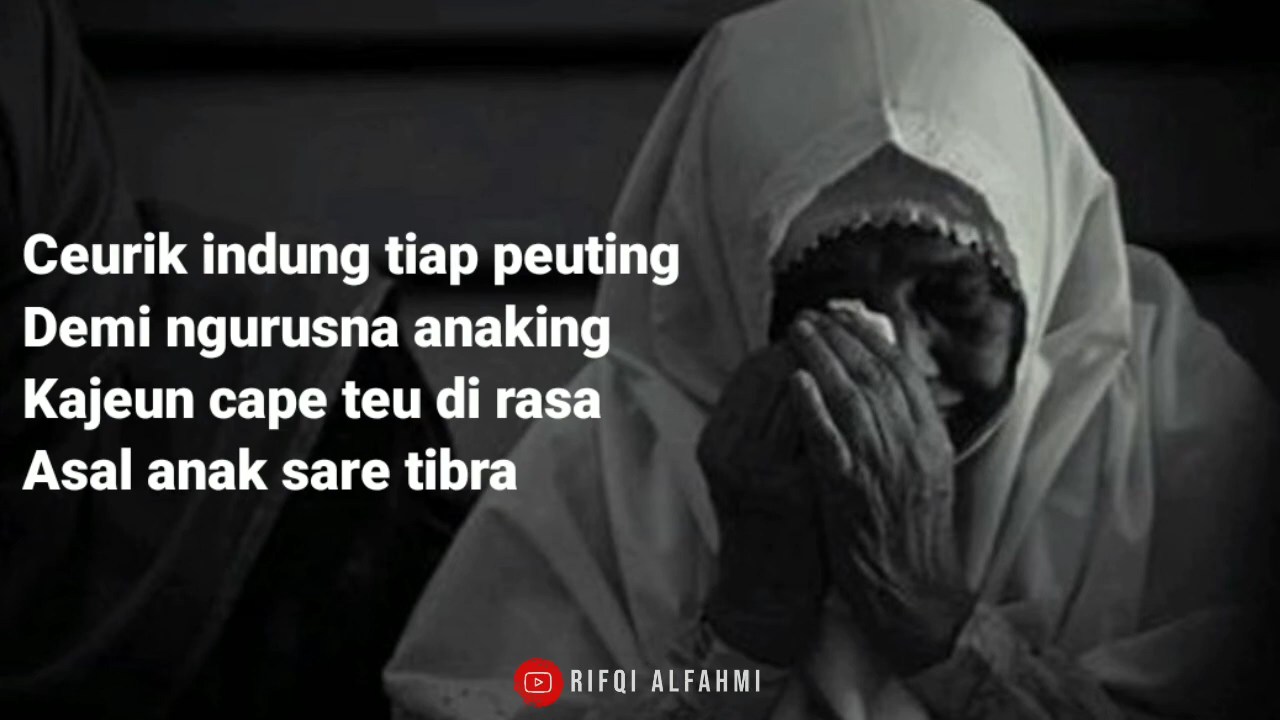 Ceurik indung tiap peuting
Demi ngurusna anaking
Kajeun cape teu di rasa
Asal anak sare tibra
RIFQI ALFAHMI